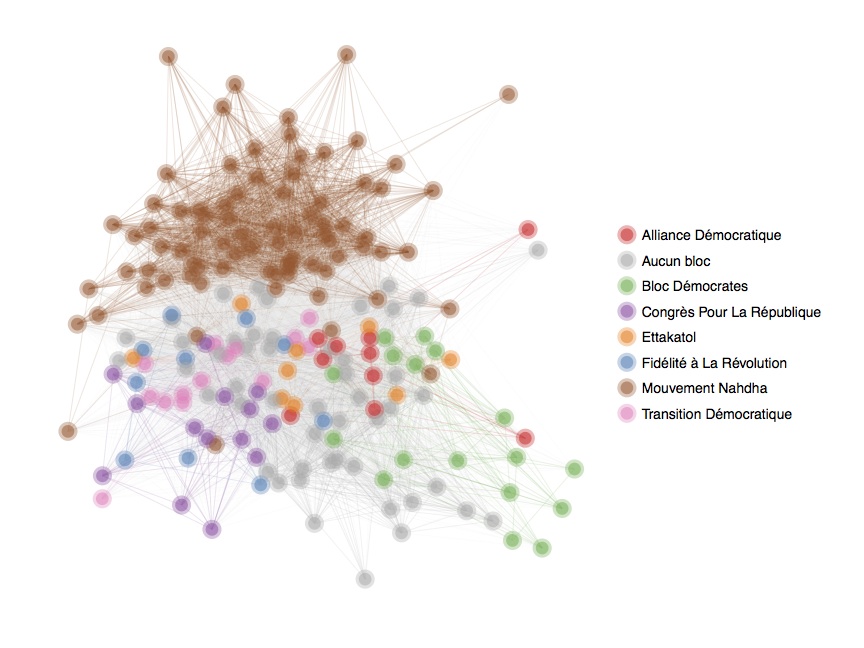 Alliance Démocratique
Aucun bloc
Bloc Démocrates
Congrès Pour La République
Ettakatol
Fidélité à La Révolution
Mouvement Nahdha
Transition Démocratique